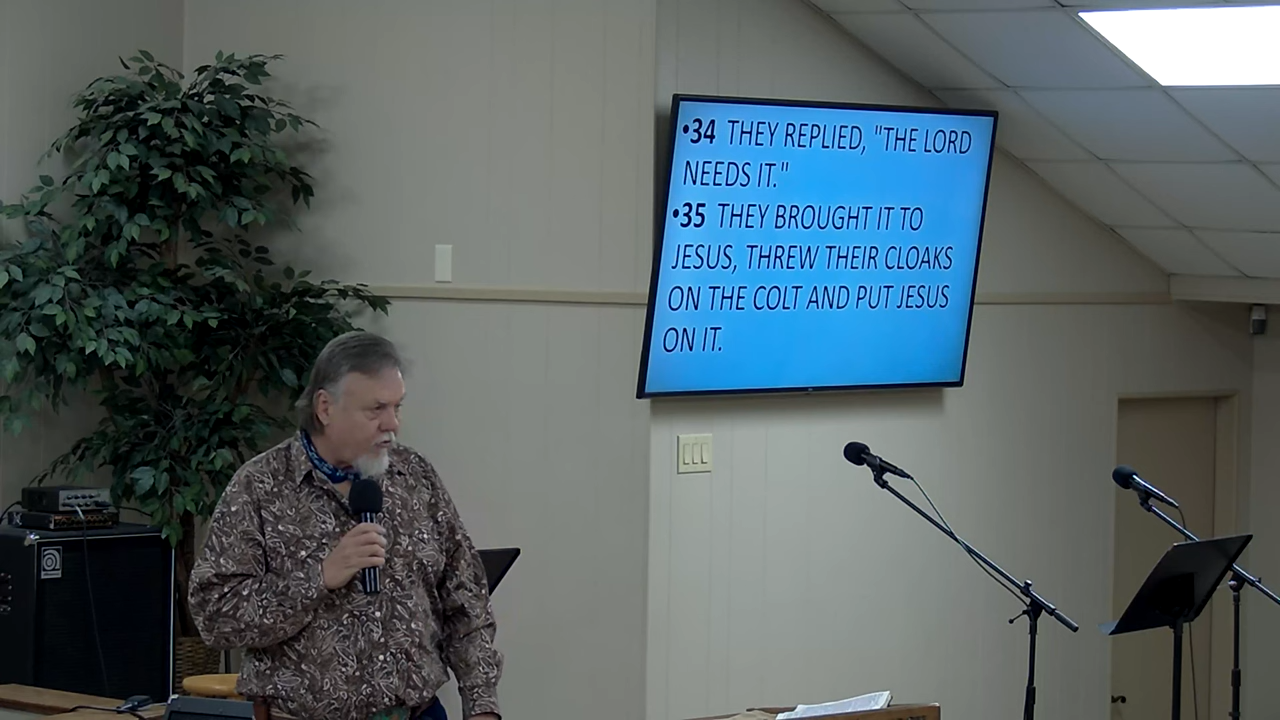 •34 THEY REPLIED, "THE LORD
NEEDS IT."
•35 THEY BROUGHT IT TO
JESUS, THREW THEIR CLOAKS
ON THE COLT AND PUT JESUS
ON IT.